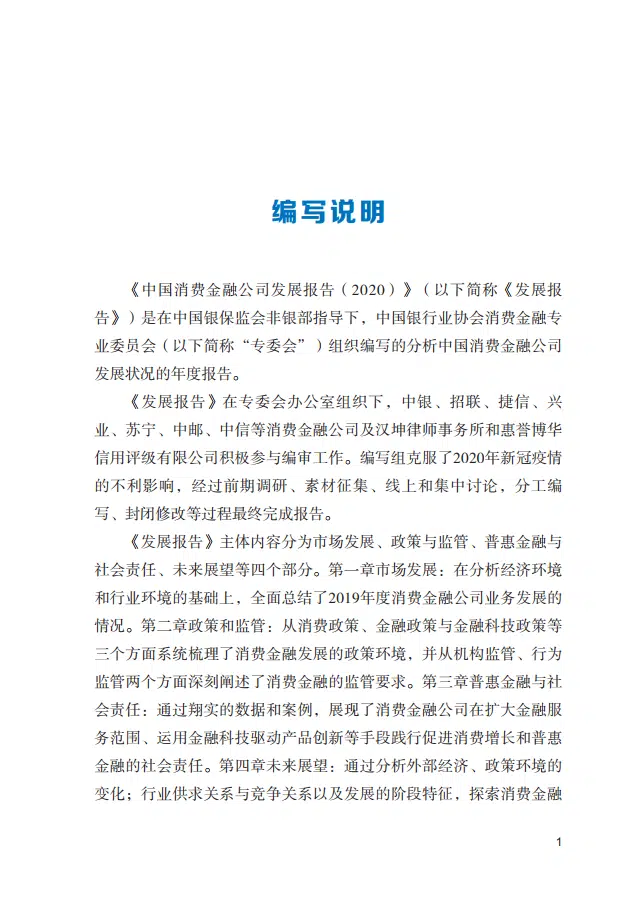 编写说明
《中国消费金融公司发展报告（2020）》（以下简称《发展报
告》）是在中国银保监会非银部指导下，中国银行业协会消费金融专
业委员会（以下简称“专委会”）组织编写的分析中国消费金融公司
发展状况的年度报告。
《发展报告》在专委会办公室组织下，中银、招联、捷信、兴
业、苏宁、中邮、中信等消费金融公司及汉坤律师事务所和惠誉博华
信用评级有限公司积极参与编审工作。编写组克服了2020年新冠疫情
的不利影响，经过前期调研、素材征集、线上和集中讨论，分工编
写、封闭修改等过程最终完成报告。
《发展报告》主体内容分为市场发展、政策与监管、普惠金融与
社会责任、未来展望等四个部分。第一章市场发展：在分析经济环境
和行业环境的基础上，全面总结了2019年度消费金融公司业务发展的
情况。第二章政策和监管：从消费政策、金融政策与金融科技政策等
三个方面系统梳理了消费金融发展的政策环境，并从机构监管、行为
监管两个方面深刻阐述了消费金融的监管要求。第三章普惠金融与社
会责任：通过翔实的数据和案例，展现了消费金融公司在扩大金融服
务范围、运用金融科技驱动产品创新等手段践行促进消费增长和普惠
金融的社会责任。第四章未来展望：通过分析外部经济、政策环境的
变化；行业供求关系与竞争关系以及发展的阶段特征，探索消费金融
1